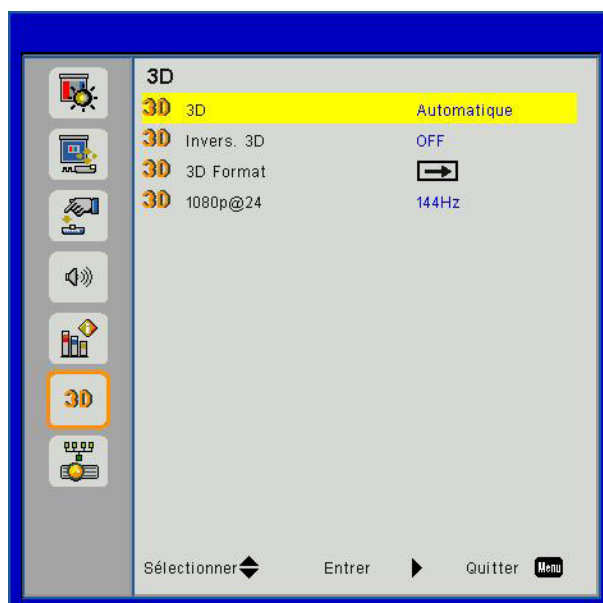 3D
3D 3D Automatique
3D Invers. 3D OFF
3D 3D Format
3D 1080p@24 144Hz
3D
Sélectionner Entrer Quitter Menu